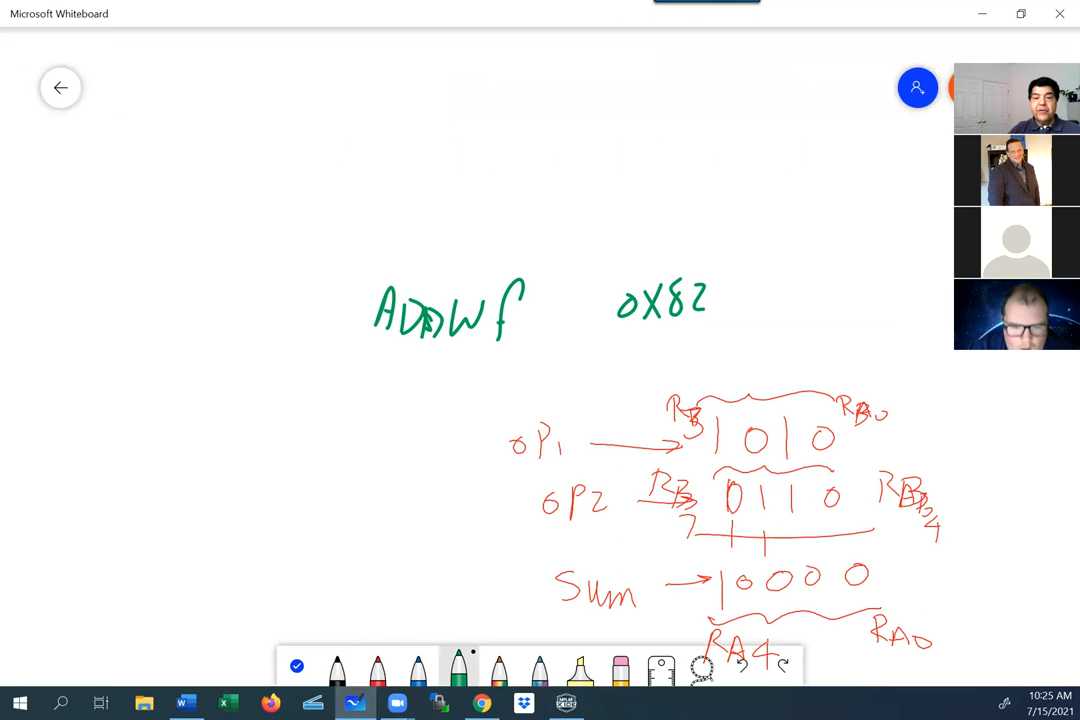 Microsoft Whiteboard
ADDWF 0X82
RB3 RB0
OP1 → 1010
OP2 RB7 0110 RB4
Sum → 10000
RA4 RA0
10:25 AM
7/15/2021